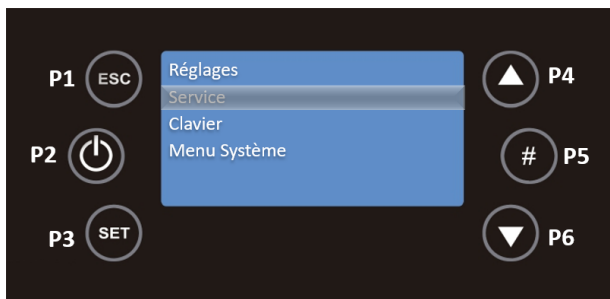 P1
ESC
Réglages
P4
Service
Clavier
P2
Menu Système
#
P5
P3
SET
P6